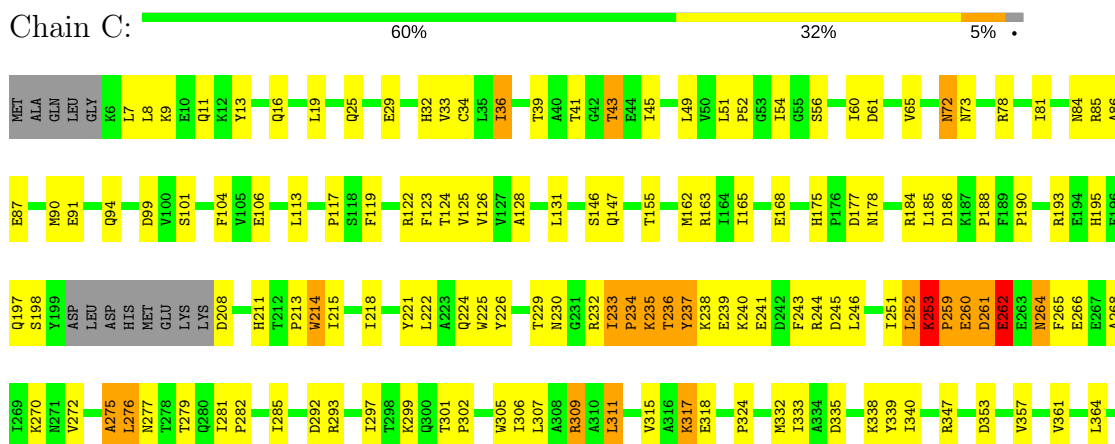 Chain C:
60% 32% 5% •
MET ALA GLN LEU GLY K6 L7 L8 K9 E10 Q11 K12 Y13 Q16 L19 Q25 E29 H32 V33 C34 L35 I36 T39 A40 T41 G42 T43 E44 I45 L49 V50 L51 P52 G53 I54 G55 S56 I60 D61 V65 N72 N73 R78 I81 N84 R85 A86
E87 M90 E91 Q94 D99 V100 S101 F104 V105 E106 L113 P117 S118 F119 R122 F123 T124 V125 V126 V127 A128 L131 S146 Q147 T155 M162 R163 I164 I165 E168 H175 P176 D177 N178 R184 L185 D186 K187 P188 F189 P190 R193 E194 H195 E196
Q197 S198 Y199 ASP LEU ASP HIS MET GLU LYS LYS D208 H211 T212 P213 W214 I215 I218 Y221 L222 A223 Q224 W225 Y226 T229 N230 G231 R232 I233 P234 K235 T236 Y237 K238 E239 K240 E241 D242 F243 R244 D245 L246 I251 L252 K253 P259 E260 D261 E262 E263 N264 F265 E266 E267 A268
I269 K270 N271 V272 A275 L276 N277 T278 T279 Q280 I281 P282 I285 D292 R293 I297 T298 K299 Q300 T301 P302 W305 I306 L307 A308 R309 A310 L311 V315 A316 K317 E318 P324 M332 I333 A334 D335 K338 Y339 I340 R347 D353 V357 V361 L364